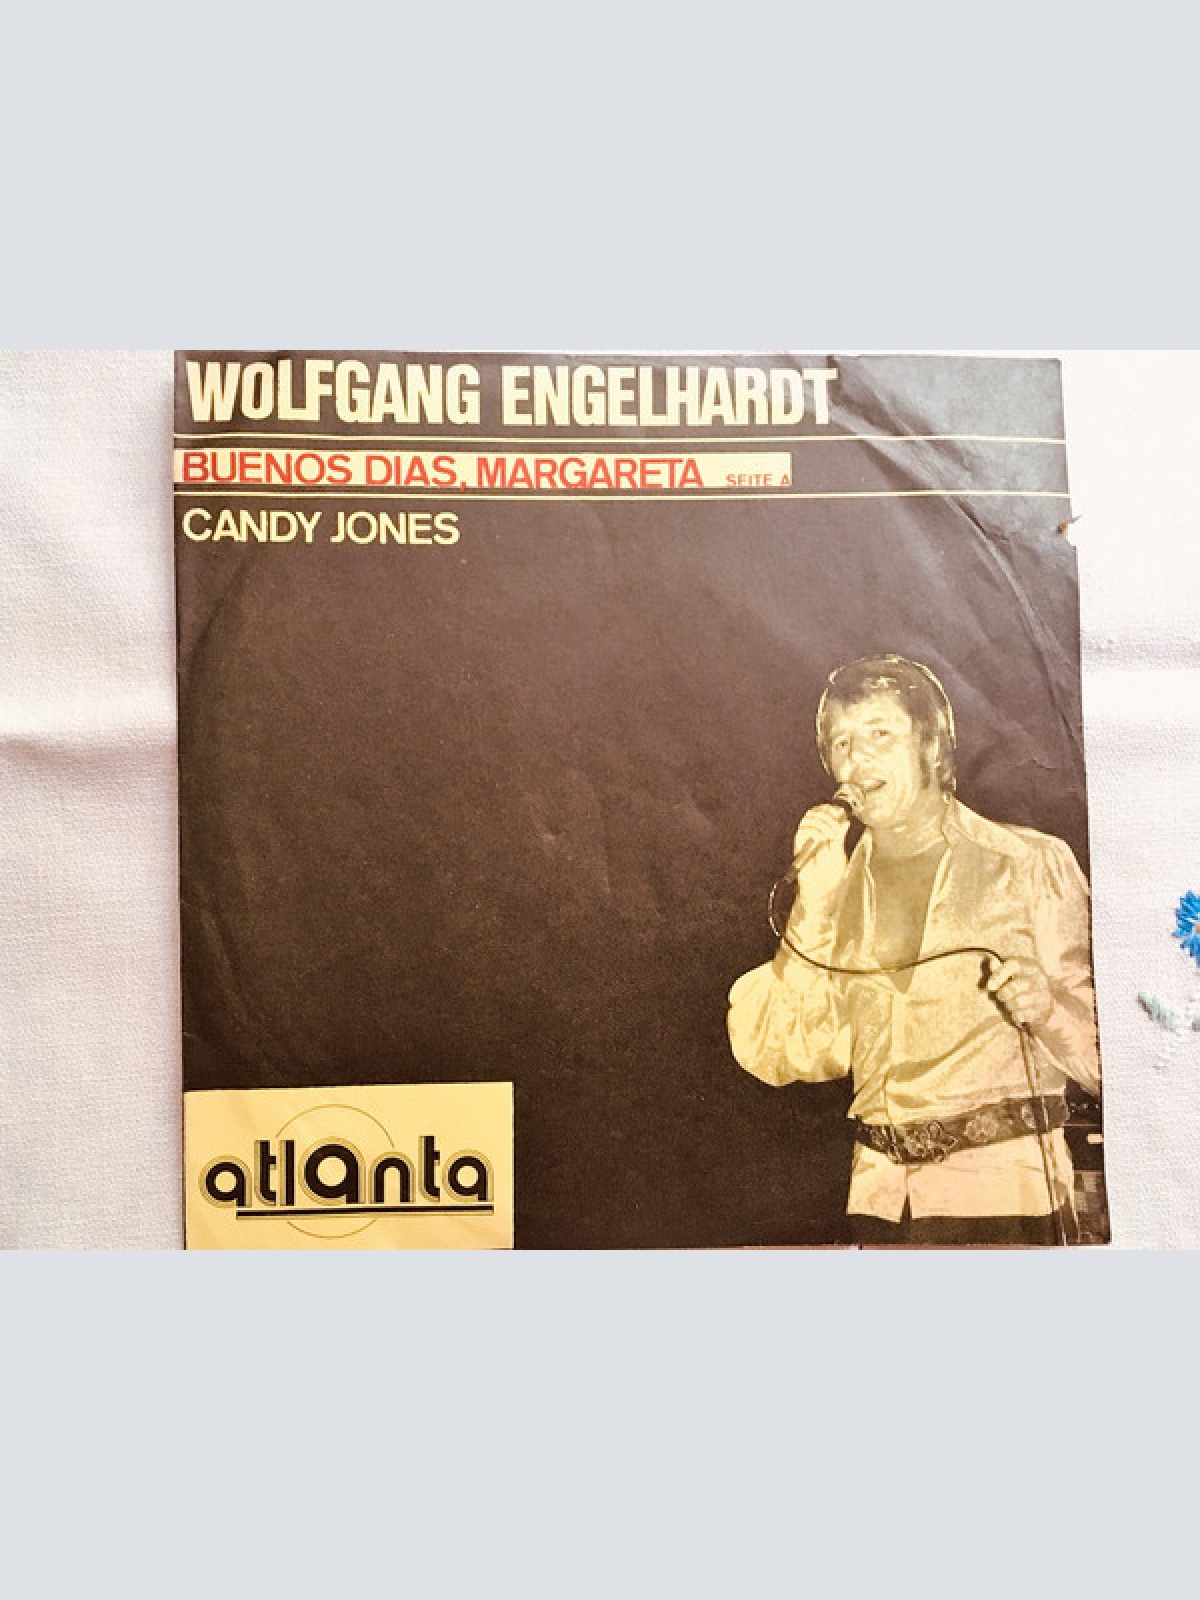 WOLFGANG ENGELHARDT
BUENOS DIAS, MARGARETA SEITE A
CANDY JONES
atlanta